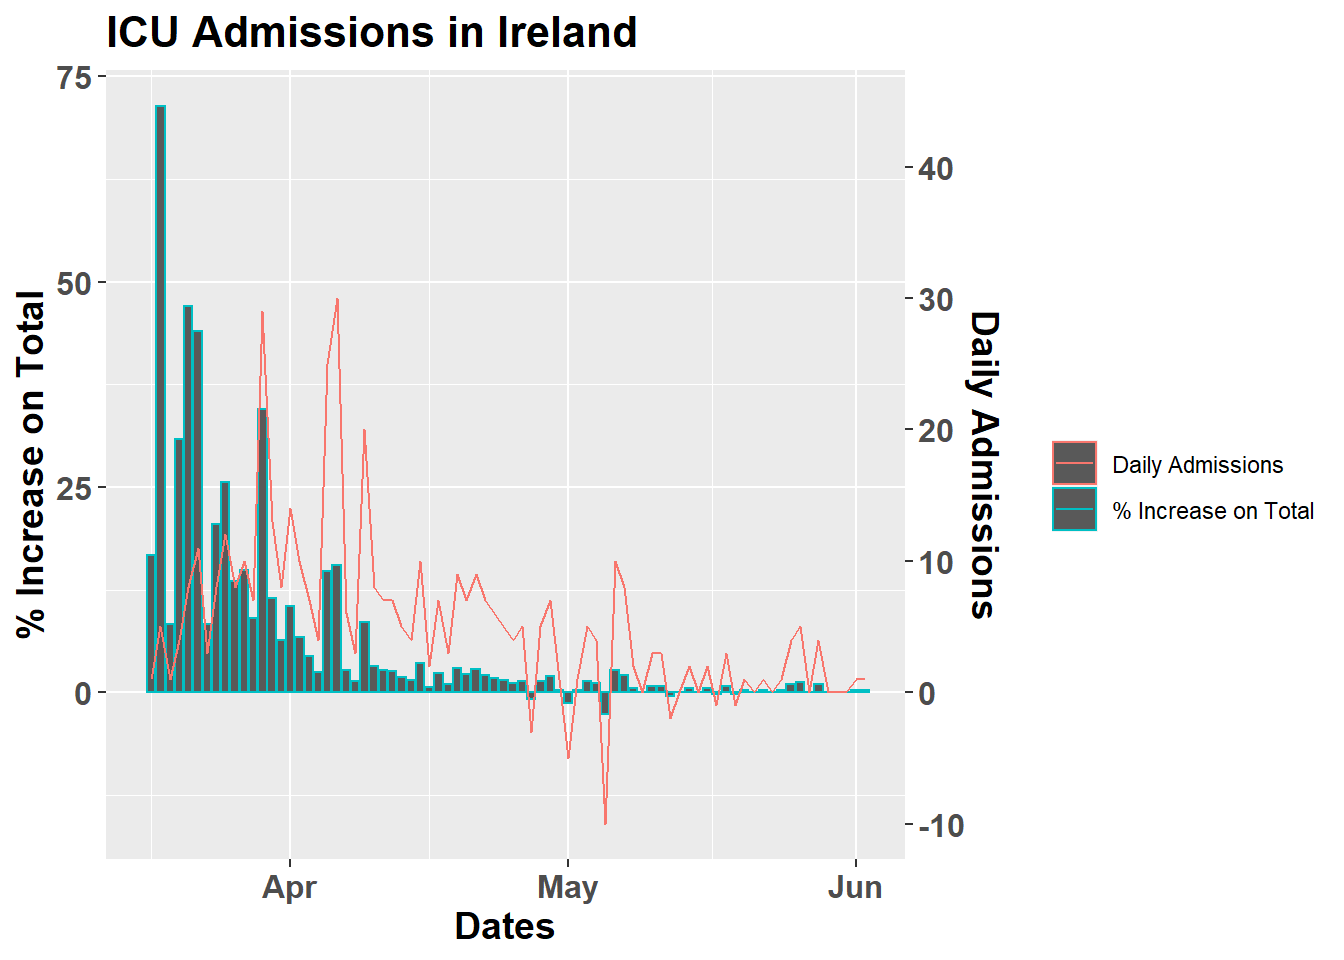 ICU Admissions in Ireland
75
50
25
0
% Increase on Total
40
30
20
10
0
-10
Daily Admissions
Apr
May
Jun
Dates
Daily Admissions
% Increase on Total